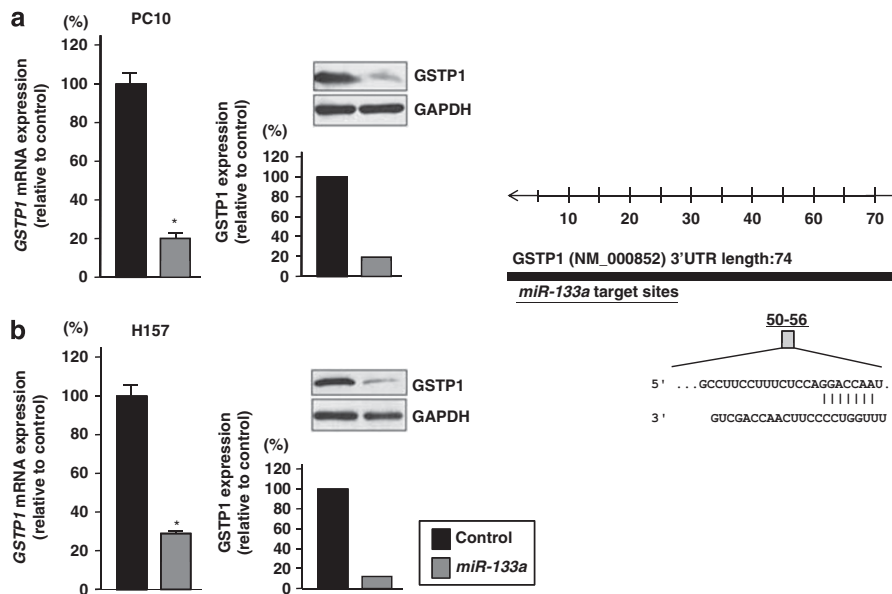 a
PC10
(%)
120
100
80
60
40
20
0
GSTP1 mRNA expression
(relative to control)
*
GSTP1
GAPDH
(%)
120
100
80
60
40
20
0
GSTP1 expression
(relative to control)
b
H157
(%)
120
100
80
60
40
20
0
GSTP1 mRNA expression
(relative to control)
*
GSTP1
GAPDH
(%)
120
100
80
60
40
20
0
GSTP1 expression
(relative to control)
Control
miR-133a
10 20 30 40 50 60 70
GSTP1 (NM_000852) 3'UTR length:74
miR-133a target sites
50-56
5' ...GCCUUCCUUUCUCCAGGACCAAU.
3' GUCGACCAACUUCCCCUGGUUU